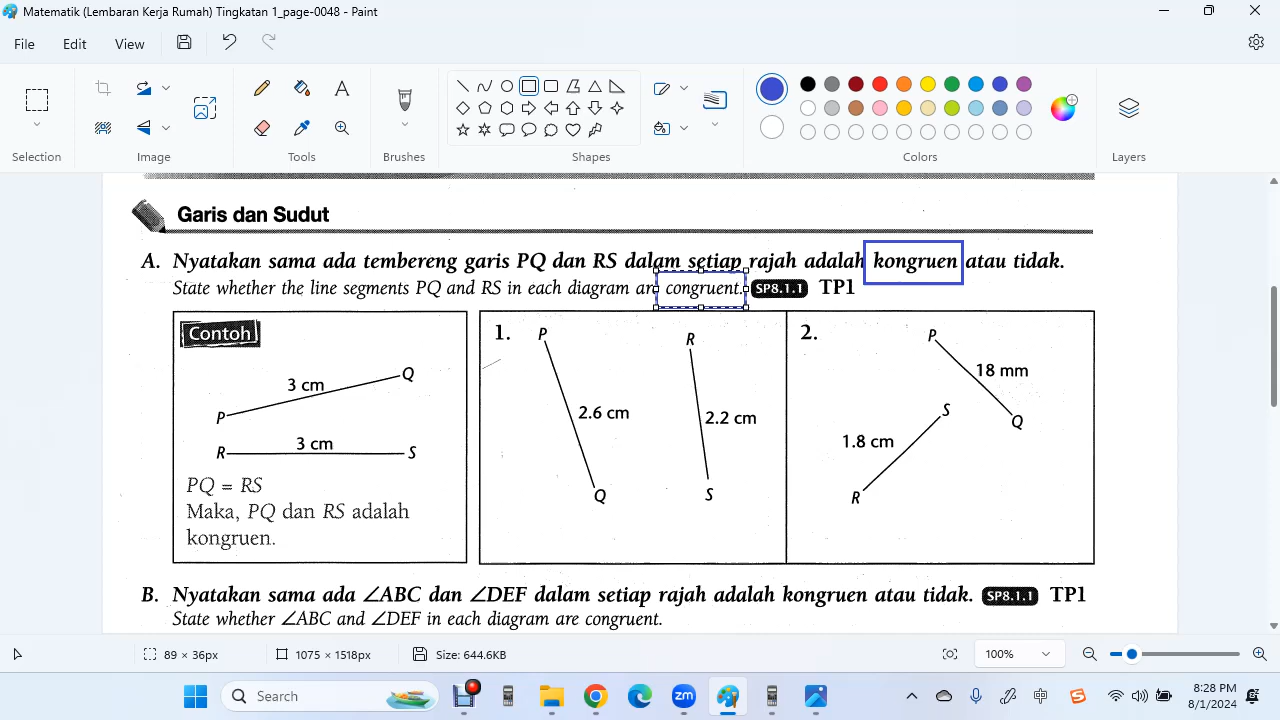 Matematik (Lembaran Kerja Rumah) Tingkatan 1_page-0048 - Paint
File Edit View
Selection Image Tools Brushes Shapes Colors Layers
Garis dan Sudut
A. Nyatakan sama ada tembereng garis PQ dan RS dalam setiap rajah adalah kongruen atau tidak.
State whether the line segments PQ and RS in each diagram are congruent. SP8.1.1 TP1
Contoh
3 cm
Q
P
3 cm
R S
PQ = RS
Maka, PQ dan RS adalah
kongruen.
1. P R
2.6 cm 2.2 cm
Q S
2. P
18 mm
S
Q
1.8 cm
R
B. Nyatakan sama ada ∠ABC dan ∠DEF dalam setiap rajah adalah kongruen atau tidak. SP8.1.1 TP1
State whether ∠ABC and ∠DEF in each diagram are congruent.
89 × 36px 1075 × 1518px Size: 644.6KB 100%
Search zm 中 S 8:28 PM
8/1/2024